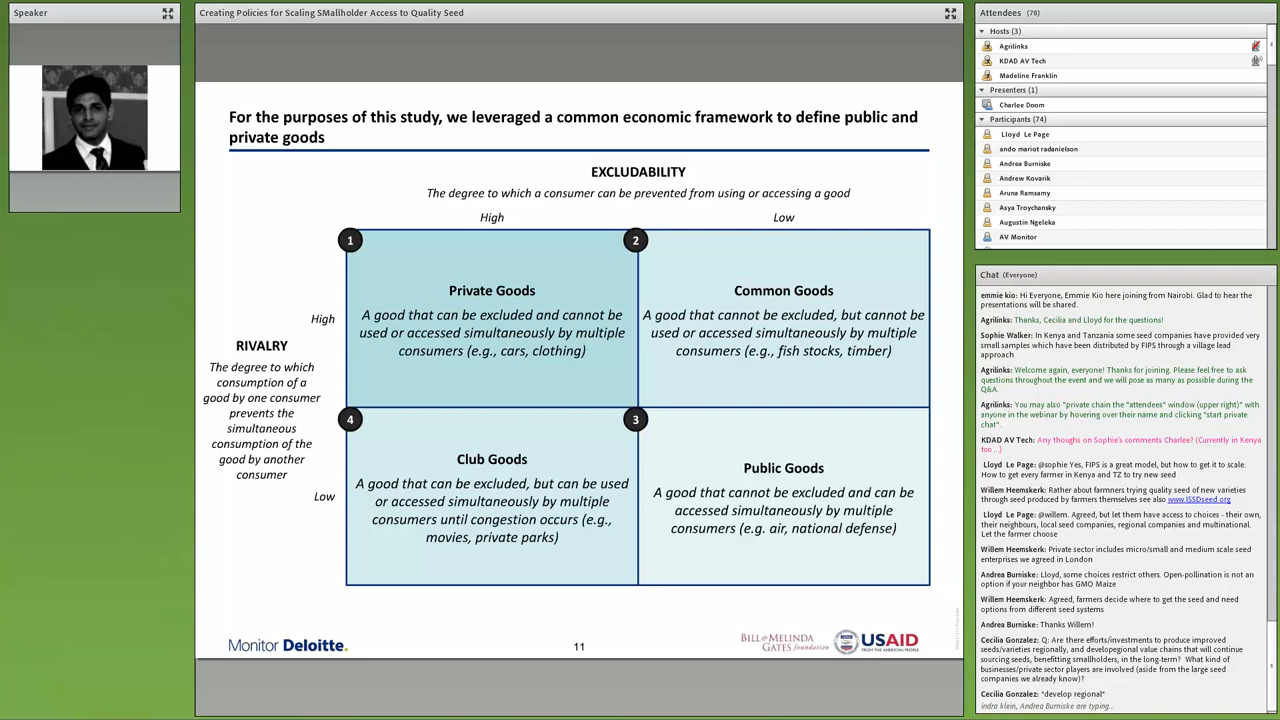 Speaker
Creating Policies for Scaling SMallholder Access to Quality Seed
For the purposes of this study, we leveraged a common economic framework to define public and
private goods
EXCLUDABILITY
The degree to which a consumer can be prevented from using or accessing a good
High
Low
1
2
Private Goods
A good that can be excluded and cannot be
used or accessed simultaneously by multiple
consumers (e.g., cars, clothing)
Common Goods
A good that cannot be excluded, but cannot be
used or accessed simultaneously by multiple
consumers (e.g., fish stocks, timber)
High
RIVALRY
The degree to which
consumption of a
good by one consumer
prevents the
simultaneous
consumption of the
good by another
consumer
Low
4
3
Club Goods
A good that can be excluded, but can be used
or accessed simultaneously by multiple
consumers until congestion occurs (e.g.,
movies, private parks)
Public Goods
A good that cannot be excluded and can be
accessed simultaneously by multiple
consumers (e.g. air, national defense)
Monitor Deloitte.
11
BILL & MELINDA
GATES foundation
USAID
FROM THE AMERICAN PEOPLE
Attendees (78)
Hosts (3)
Agrilinks
KDAD AV Tech
Madeline Franklin
Presenters (1)
Charlee Doom
Participants (74)
Lloyd Le Page
ando mariot radanielson
Andrea Burniske
Andrew Kovarik
Aruna Ramsamy
Asya Troychansky
Augustin Ngeleka
AV Monitor
Chat (Everyone)
emmie kio: Hi Everyone, Emmie Kio here joining from Nairobi. Glad to hear the
presentations will be shared.
Agrilinks: Thanks, Cecilia and Lloyd for the questions!
Sophie Walker: In Kenya and Tanzania some seed companies have provided very
small samples which have been distributed by FIPS through a village lead
approach
Agrilinks: Welcome again, everyone! Thanks for joining. Please feel free to ask
questions throughout the event and we will pose as many as possible during the
Q&A.
Agrilinks: You may also "private chain the "attendees" window (upper right)" with
anyone in the webinar by hovering over their name and clicking "start private
chat".
KDAD AV Tech: Any thoughs on Sophie's comments Charlee? (Currently in Kenya
too ...)
Lloyd Le Page: @sophie Yes, FIPS is a great model, but how to get it to scale.
How to get every farmer in Kenya and TZ to try new seed
Willem Heemskerk: Rather about farmners trying quality seed of new varieties
through seed produced by farmers themselves see also www.ISSDseed.org
Lloyd Le Page: @willem. Agreed, but let them have access to choices - their own,
their neighbours, local seed companies, regional companies and multinational.
Let the farmer choose
Willem Heemskerk: Private sector includes micro/small and medium scale seed
enterprises we agreed in London
Andrea Burniske: Lloyd, some choices restrict others. Open-pollination is not an
option if your neighbor has GMO Maize
Willem Heemskerk: Agreed, farmers decide where to get the seed and need
options from different seed systems
Andrea Burniske: Thanks Willem!
Cecilia Gonzalez: Q: Are there efforts/investments to produce improved
seeds/varieties regionally, and developegional value chains that will continue
sourcing seeds, benefitting smallholders, in the long-term? What kind of
businesses/private sector players are involved (aside from the large seed
companies we already know)?
Cecilia Gonzalez: *develop regional*
indra klein, Andrea Burniske are typing...